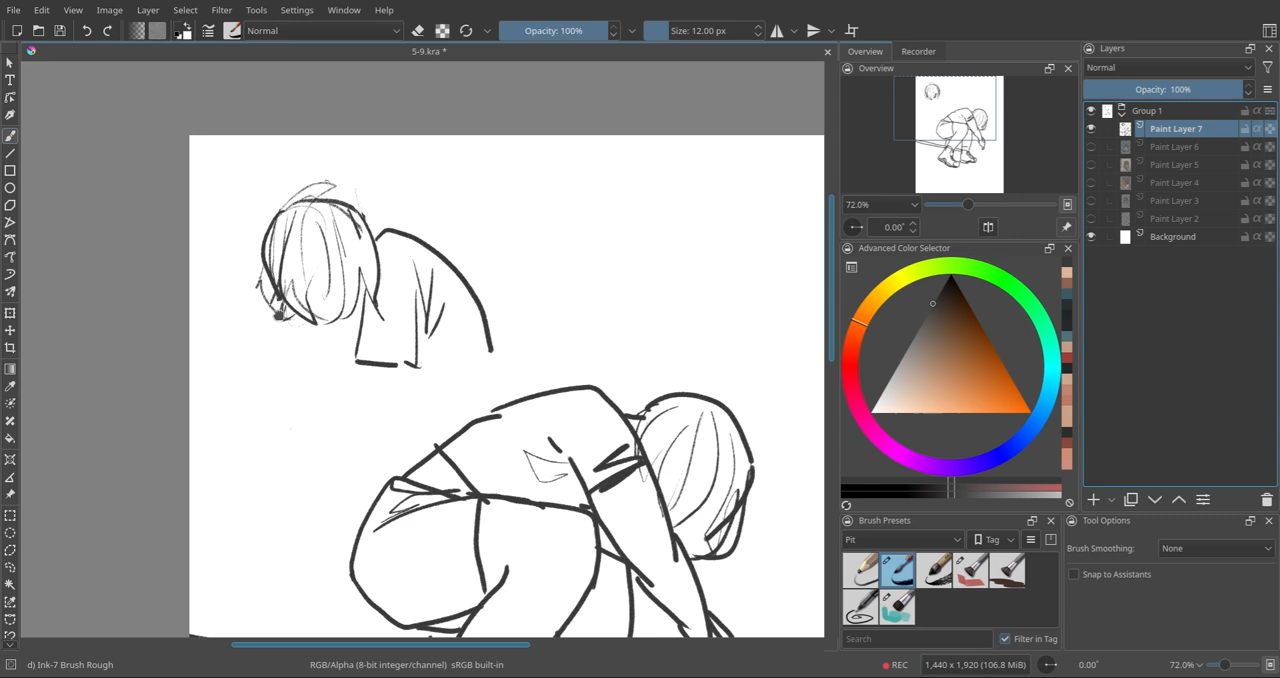 File Edit View Image Layer Select Filter Tools Settings Window Help
Normal Opacity: 100% Size: 12.00 px
5-9.kra *
Overview Recorder
Overview
72.0%
0.00°
Advanced Color Selector
Brush Presets
Pit Tag
Search Filter in Tag
Layers
Normal
Opacity: 100%
Group 1
Paint Layer 7
Paint Layer 6
Paint Layer 5
Paint Layer 4
Paint Layer 3
Paint Layer 2
Background
Tool Options
Brush Smoothing: None
Snap to Assistants
d) Ink-7 Brush Rough RGB/Alpha (8-bit integer/channel) sRGB built-in REC 1,440 x 1,920 (106.8 MiB) 0.00° 72.0%